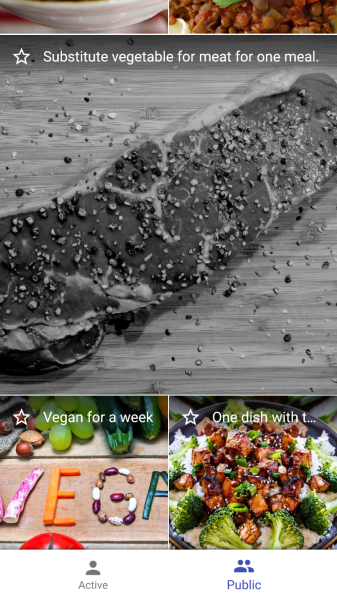 Substitute vegetable for meat for one meal.
Vegan for a week
One dish with t...
VEGA
Active
Public